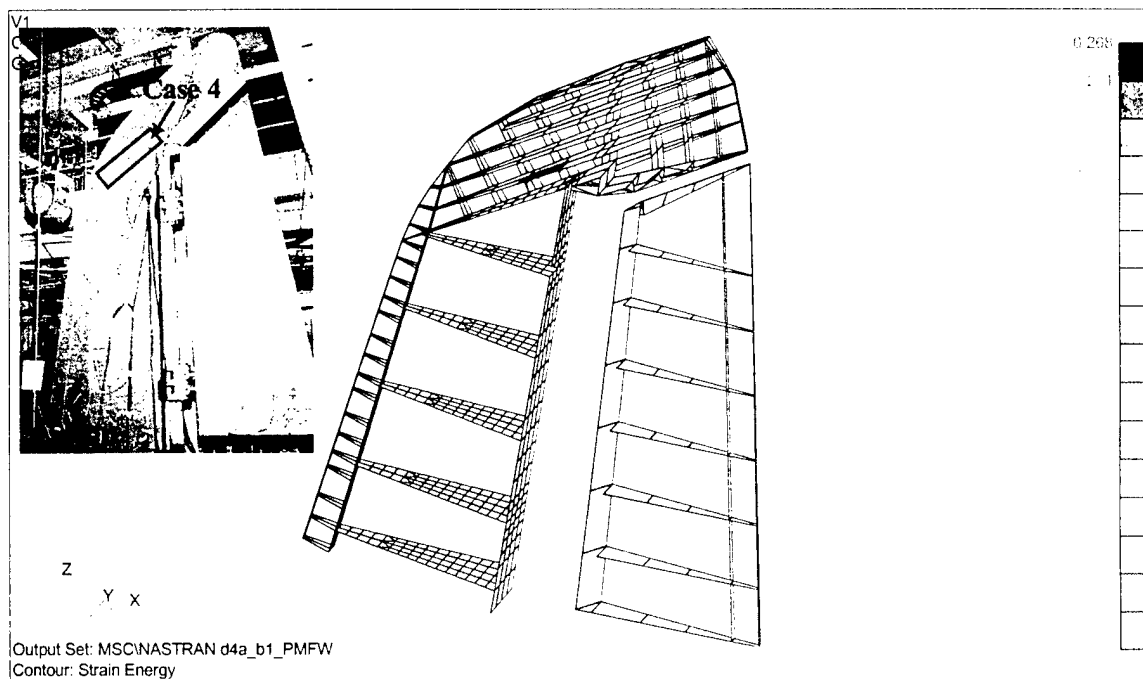 V1
Case 4
0.268
Z
Y X
Output Set: MSC\NASTRAN d4a_b1_PMFW
Contour: Strain Energy